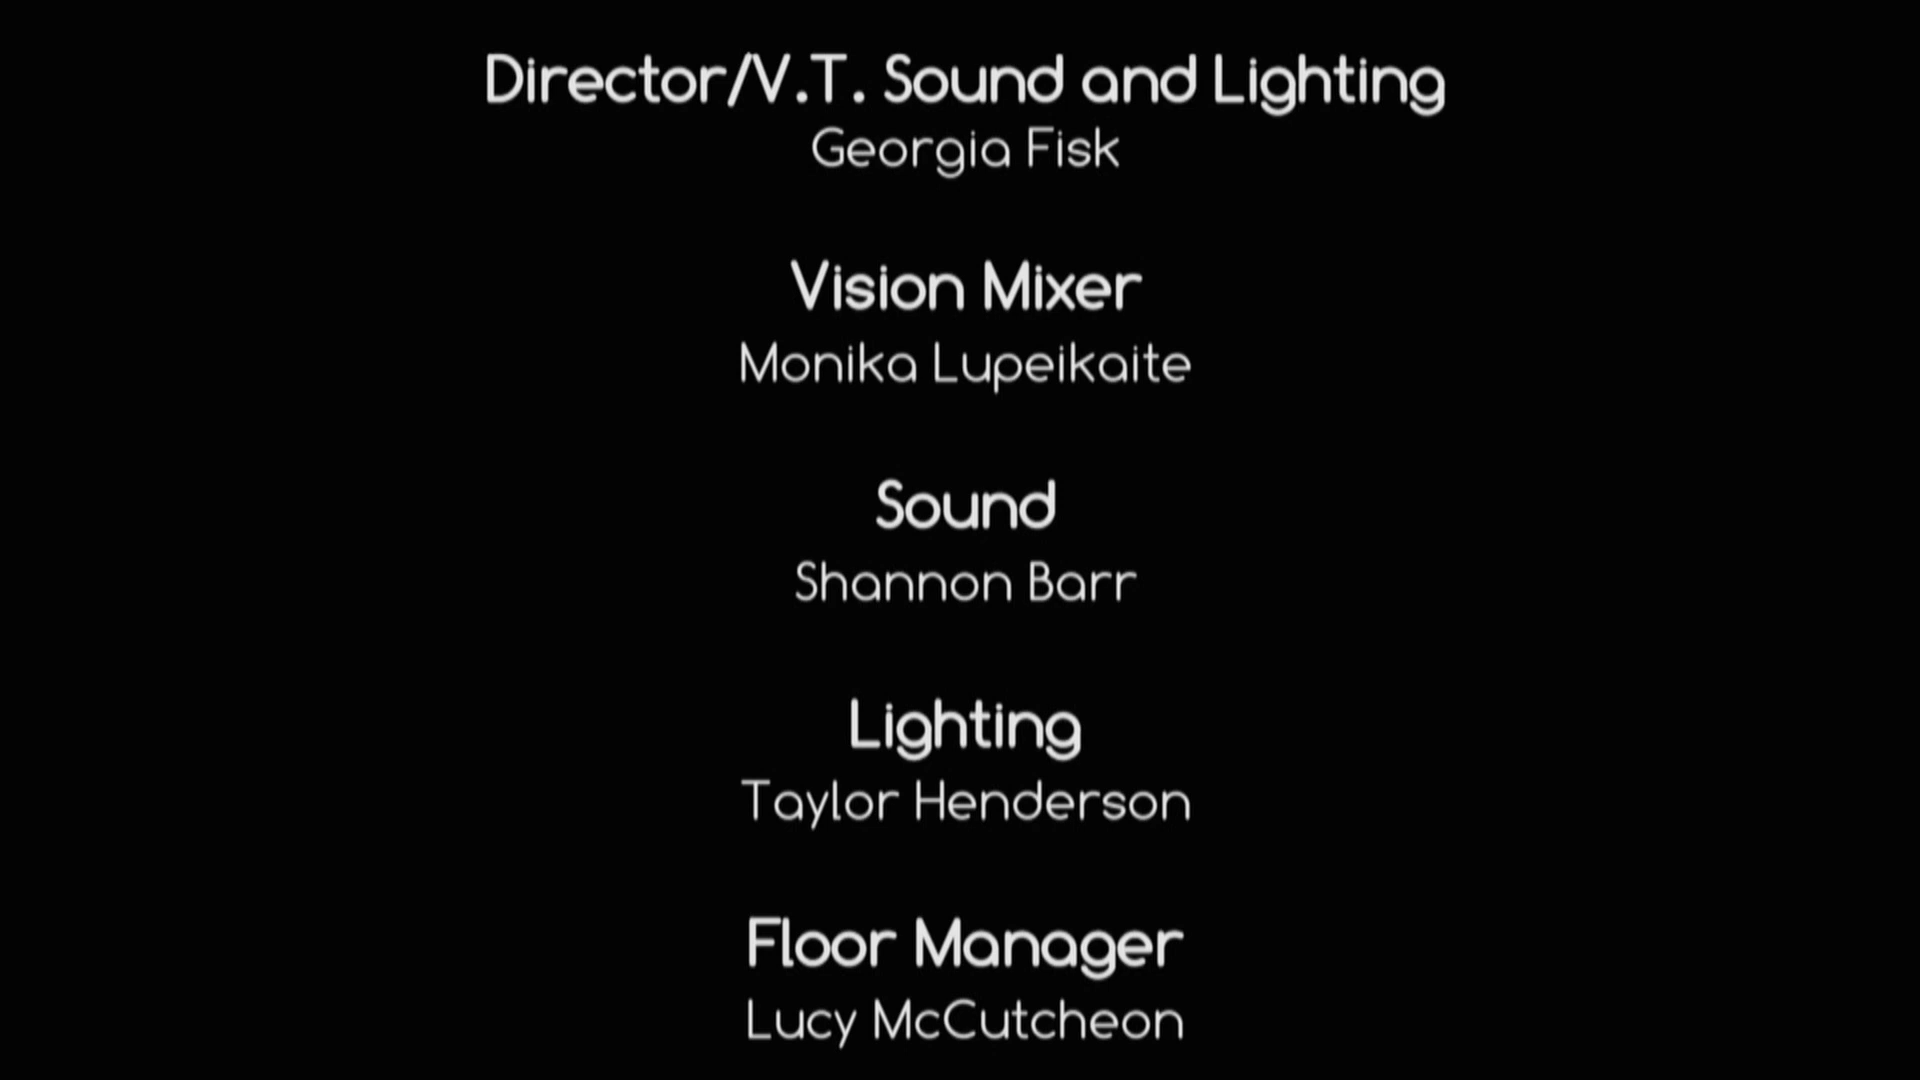 Director/V.T. Sound and Lighting
Georgia Fisk
Vision Mixer
Monika Lupeikaite
Sound
Shannon Barr
Lighting
Taylor Henderson
Floor Manager
Lucy McCutcheon